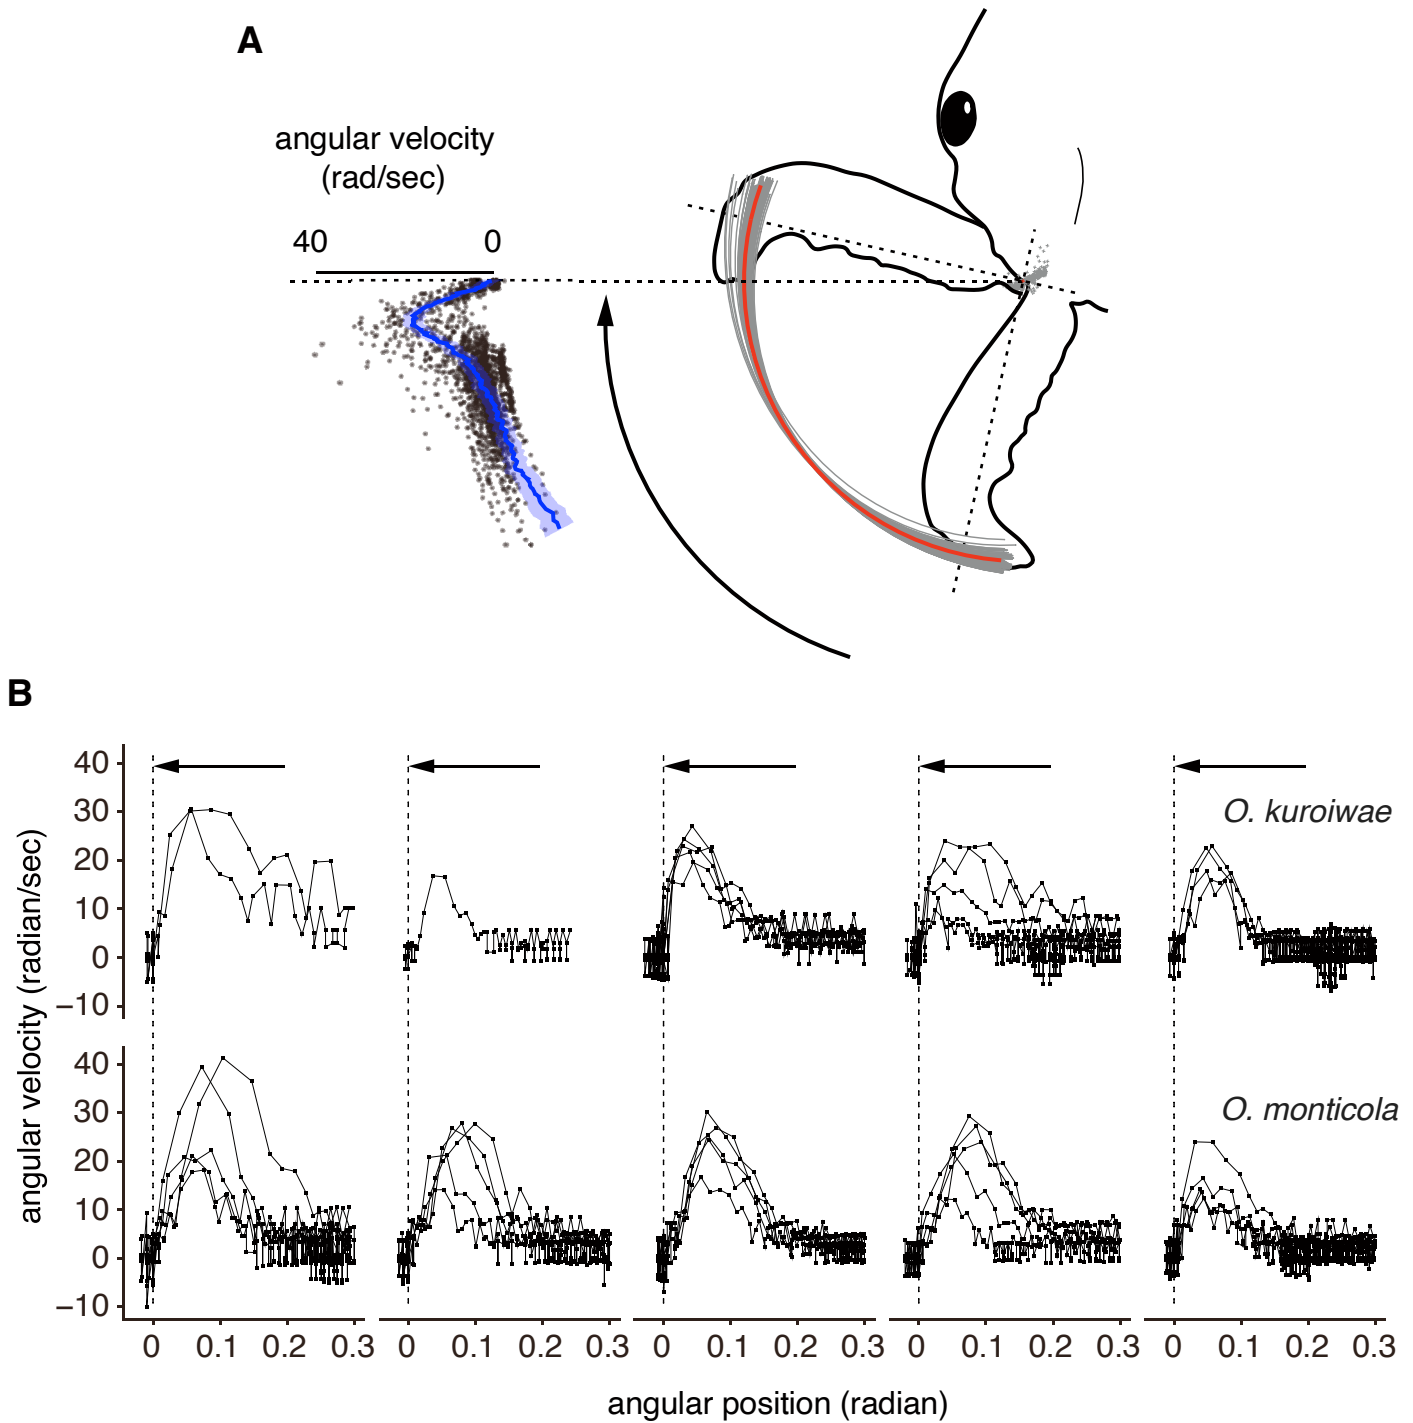 A
angular velocity
(rad/sec)
40 0
B
angular velocity (radian/sec)
40
30
20
10
0
−10
O. kuroiwae
40
30
20
10
0
−10
O. monticola
0 0.1 0.2 0.3 0 0.1 0.2 0.3 0 0.1 0.2 0.3 0 0.1 0.2 0.3 0 0.1 0.2 0.3
angular position (radian)